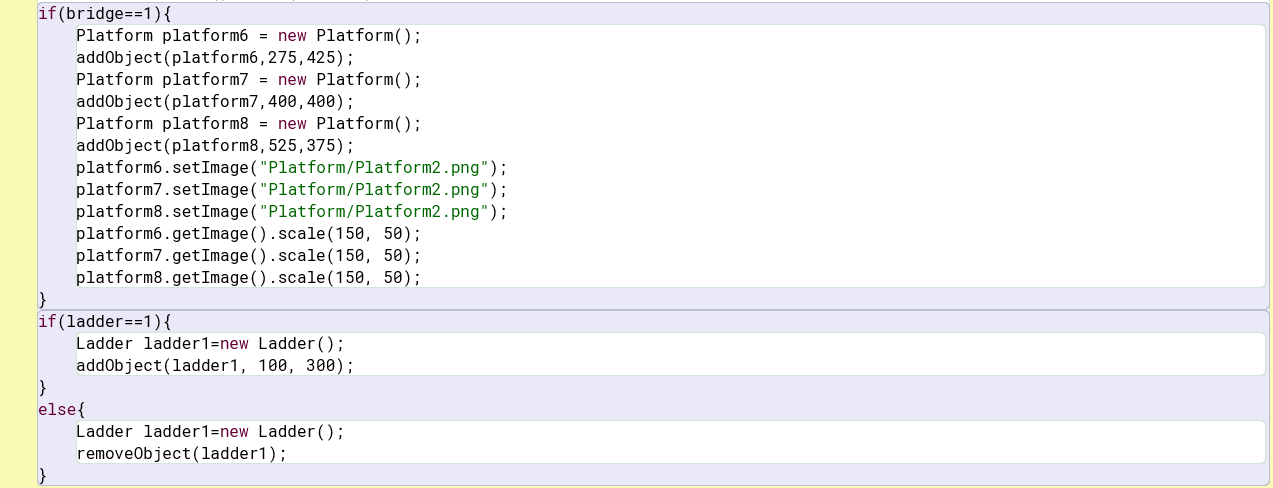 if(bridge==1){
    Platform platform6 = new Platform();
    addObject(platform6,275,425);
    Platform platform7 = new Platform();
    addObject(platform7,400,400);
    Platform platform8 = new Platform();
    addObject(platform8,525,375);
    platform6.setImage("Platform/Platform2.png");
    platform7.setImage("Platform/Platform2.png");
    platform8.setImage("Platform/Platform2.png");
    platform6.getImage().scale(150, 50);
    platform7.getImage().scale(150, 50);
    platform8.getImage().scale(150, 50);
}
if(ladder==1){
    Ladder ladder1=new Ladder();
    addObject(ladder1, 100, 300);
}
else{
    Ladder ladder1=new Ladder();
    removeObject(ladder1);
}